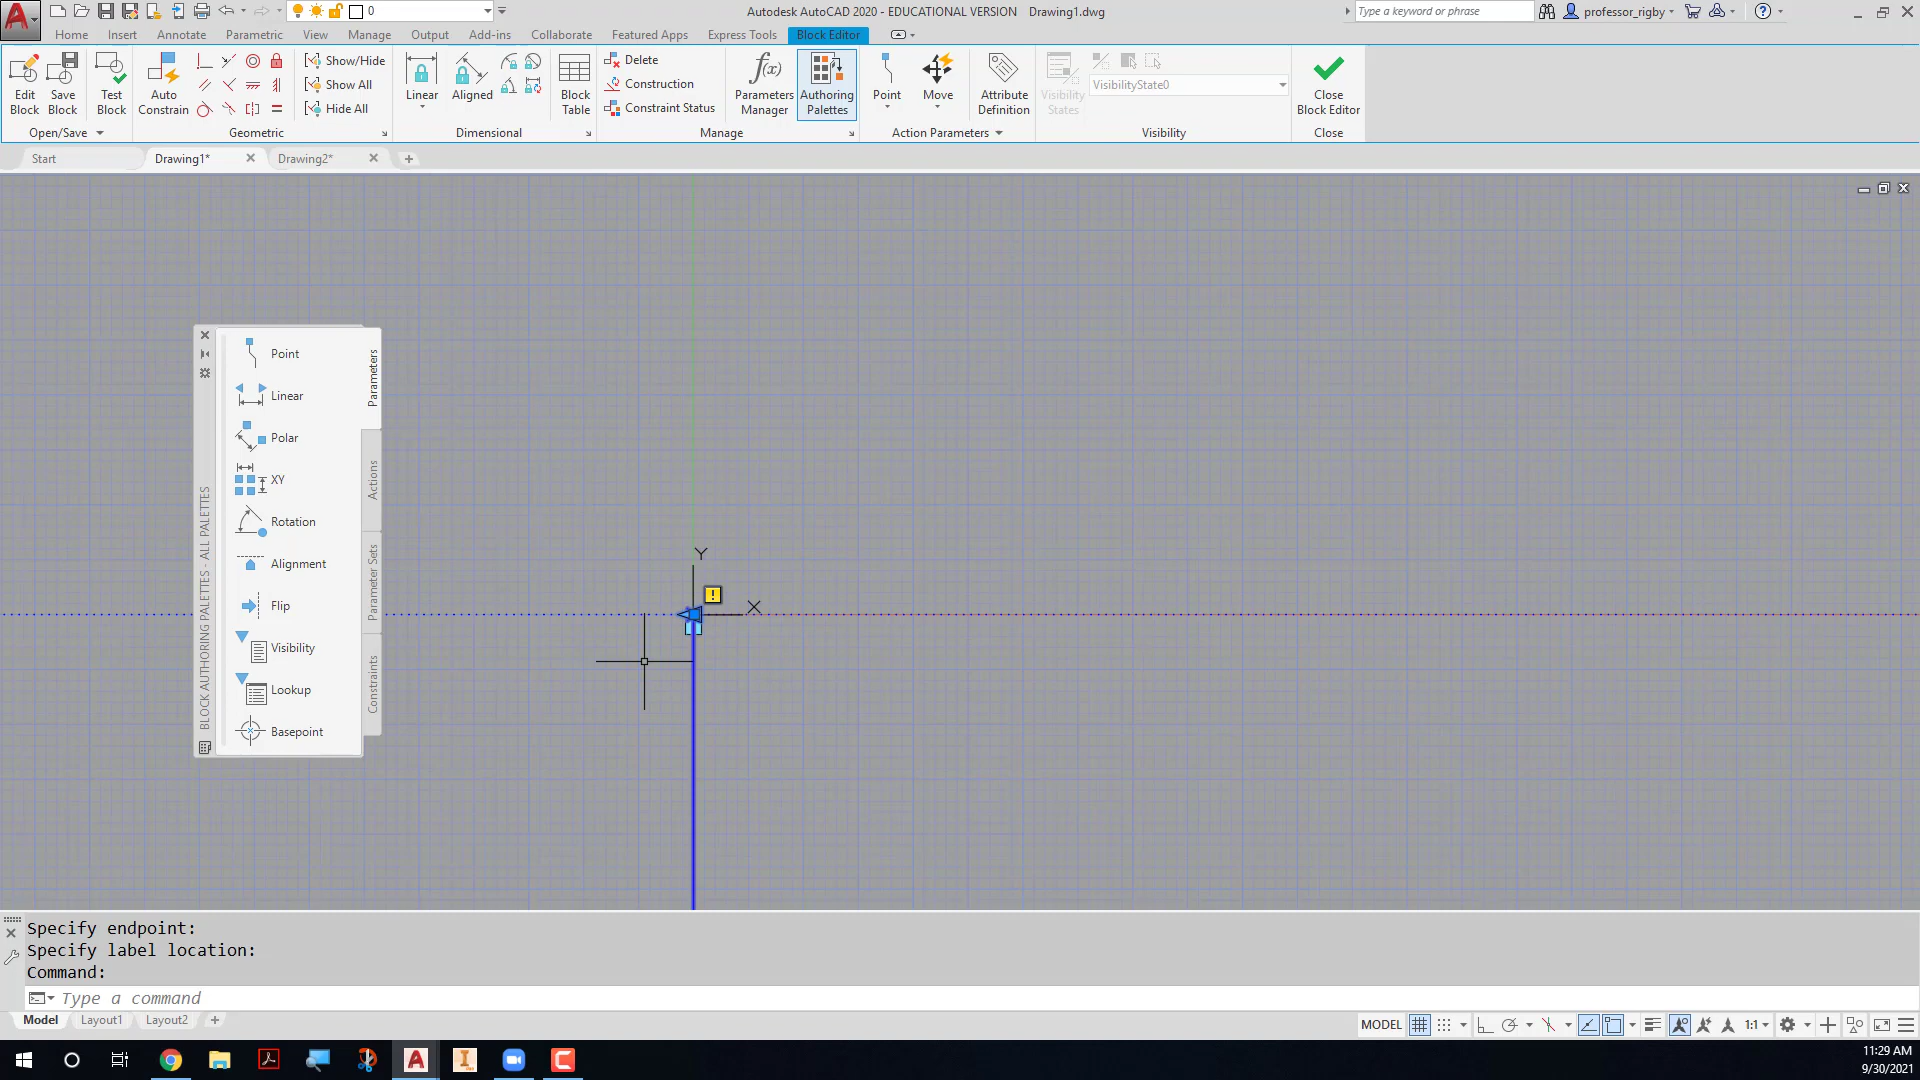 0
Autodesk AutoCAD 2020 - EDUCATIONAL VERSION Drawing1.dwg
Type a keyword or phrase
professor_rigby
Home Insert Annotate Parametric View Manage Output Add-ins Collaborate Featured Apps Express Tools Block Editor
Edit Block
Save Block
Test Block
Open/Save
Auto Constrain
Show/Hide
Show All
Hide All
Geometric
Linear
Aligned
Block Table
Dimensional
Delete
Construction
Constraint Status
Parameters Manager
Authoring Palettes
Manage
Point
Move
Attribute Definition
Action Parameters
Visibility States
VisibilityState0
Visibility
Close Block Editor
Close
Start
Drawing1*
Drawing2*
Point
Linear
Polar
XY
Rotation
Alignment
Flip
Visibility
Lookup
Basepoint
Parameters
Actions
Parameter Sets
Constraints
BLOCK AUTHORING PALETTES - ALL PALETTES
Y
X
Specify endpoint:
Specify label location:
Command:
Type a command
Model Layout1 Layout2
MODEL
1:1
11:29 AM
9/30/2021